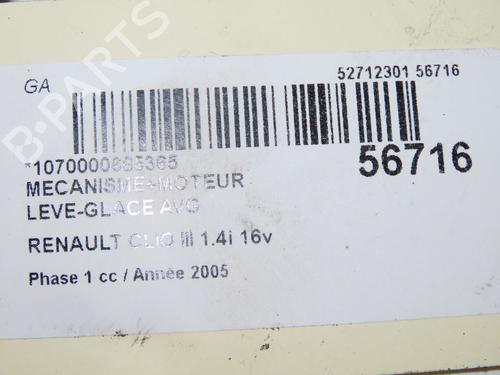 GA
52712301 56716
*1070000893365
56716
MECANISME+MOTEUR
LEVE-GLACE AVG
RENAULT CLIO III 1.4i 16v
Phase 1 cc / Année 2005
B-PARTS